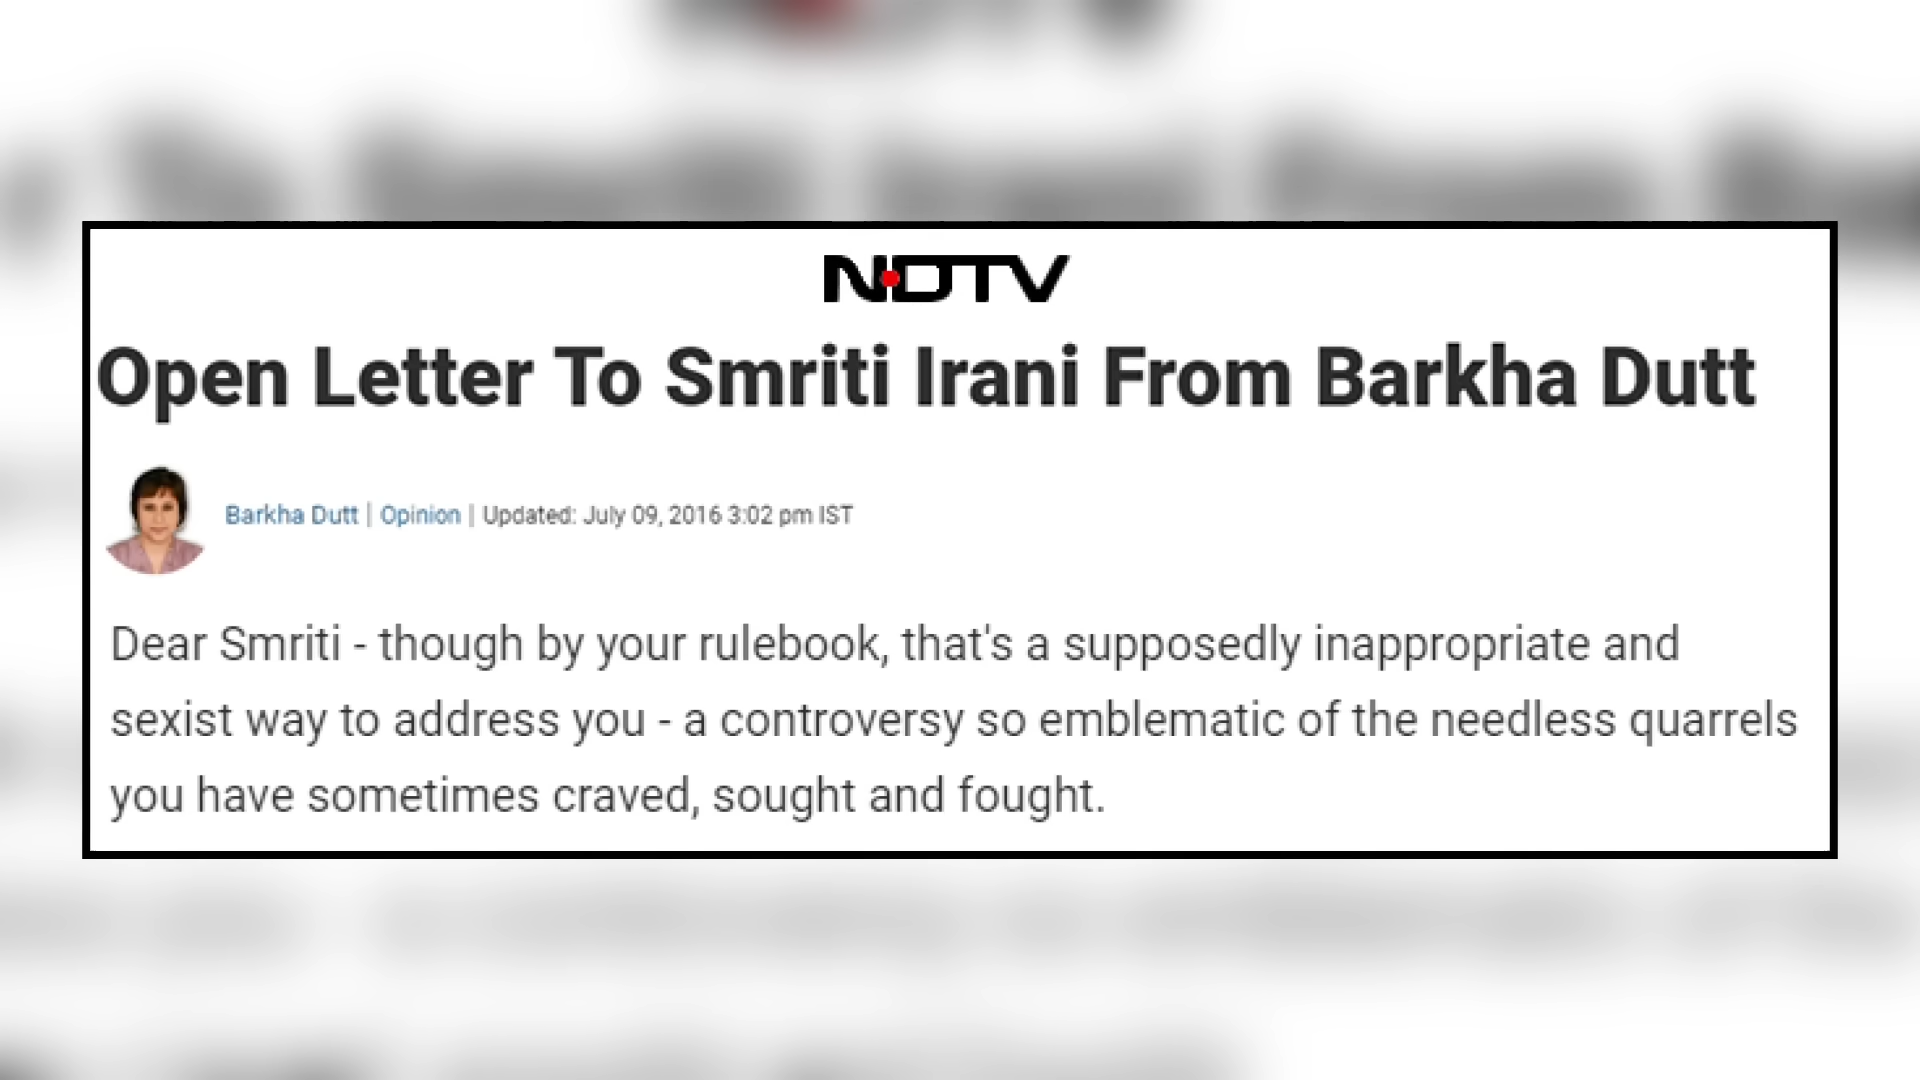 NDTV
Open Letter To Smriti Irani From Barkha Dutt
Barkha Dutt | Opinion | Updated: July 09, 2016 3:02 pm IST
Dear Smriti - though by your rulebook, that's a supposedly inappropriate and
sexist way to address you - a controversy so emblematic of the needless quarrels
you have sometimes craved, sought and fought.